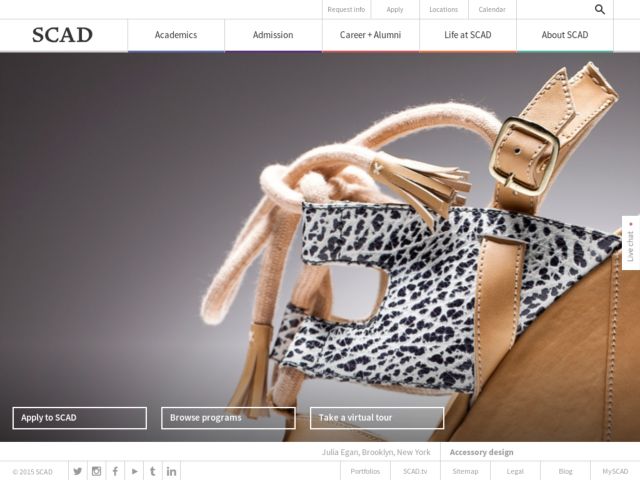 Request info
Apply
Locations
Calendar
SCAD
Academics
Admission
Career + Alumni
Life at SCAD
About SCAD
Live chat
Apply to SCAD
Browse programs
Take a virtual tour
Julia Egan, Brooklyn, New York
Accessory design
© 2015 SCAD
Portfolios
SCAD.tv
Sitemap
Legal
Blog
MySCAD